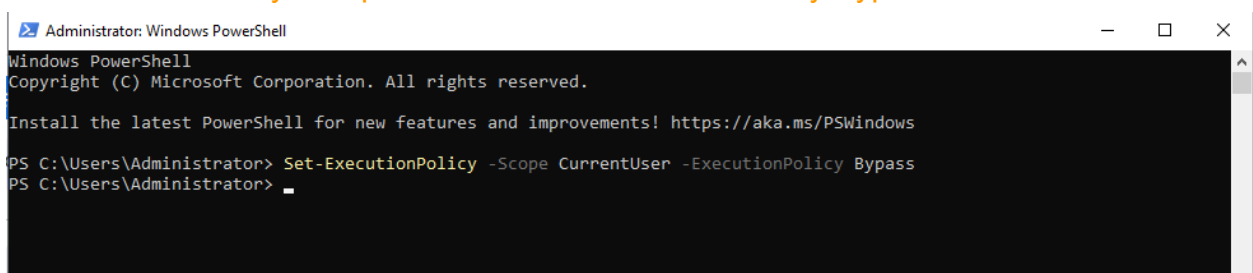 Administrator: Windows PowerShell
Windows PowerShell
Copyright (C) Microsoft Corporation. All rights reserved.
Install the latest PowerShell for new features and improvements! https://aka.ms/PSWindows
PS C:\Users\Administrator> Set-ExecutionPolicy -Scope CurrentUser -ExecutionPolicy Bypass
PS C:\Users\Administrator>